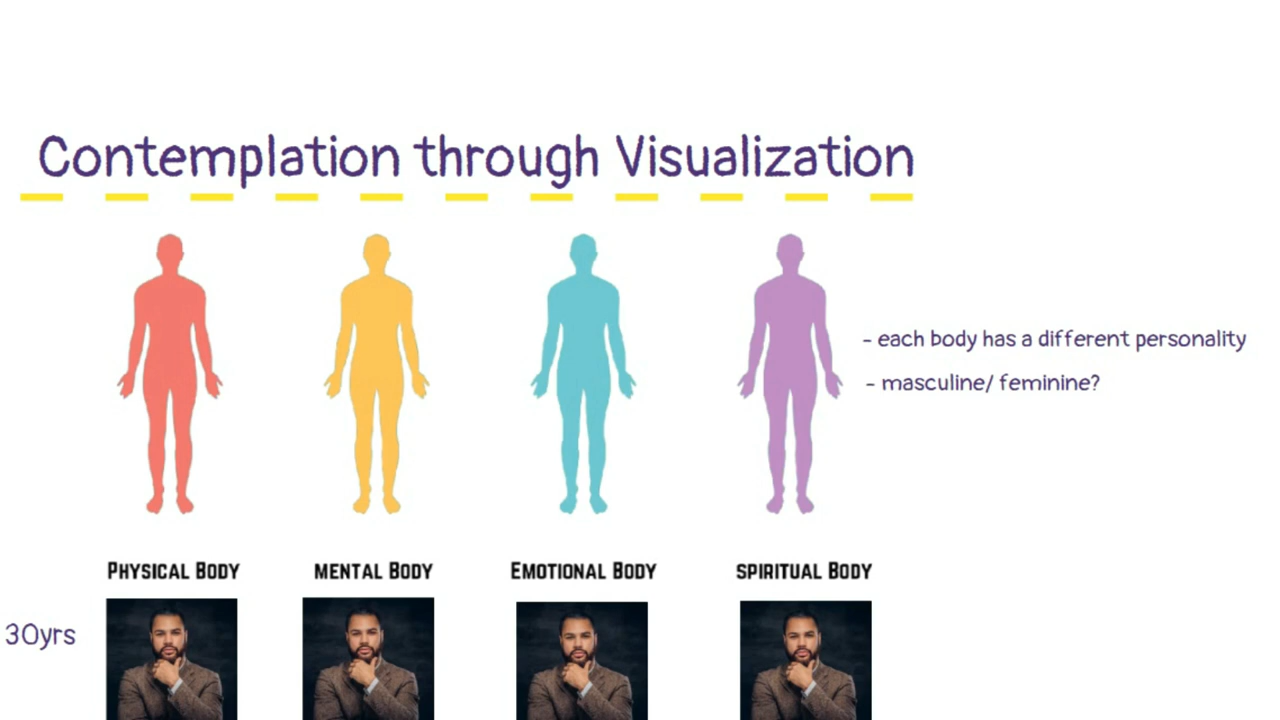 Contemplation through Visualization
- each body has a different personality
- masculine/ feminine?
PHYSICAL BODY
MENTAL BODY
EMOTIONAL BODY
SPIRITUAL BODY
30yrs